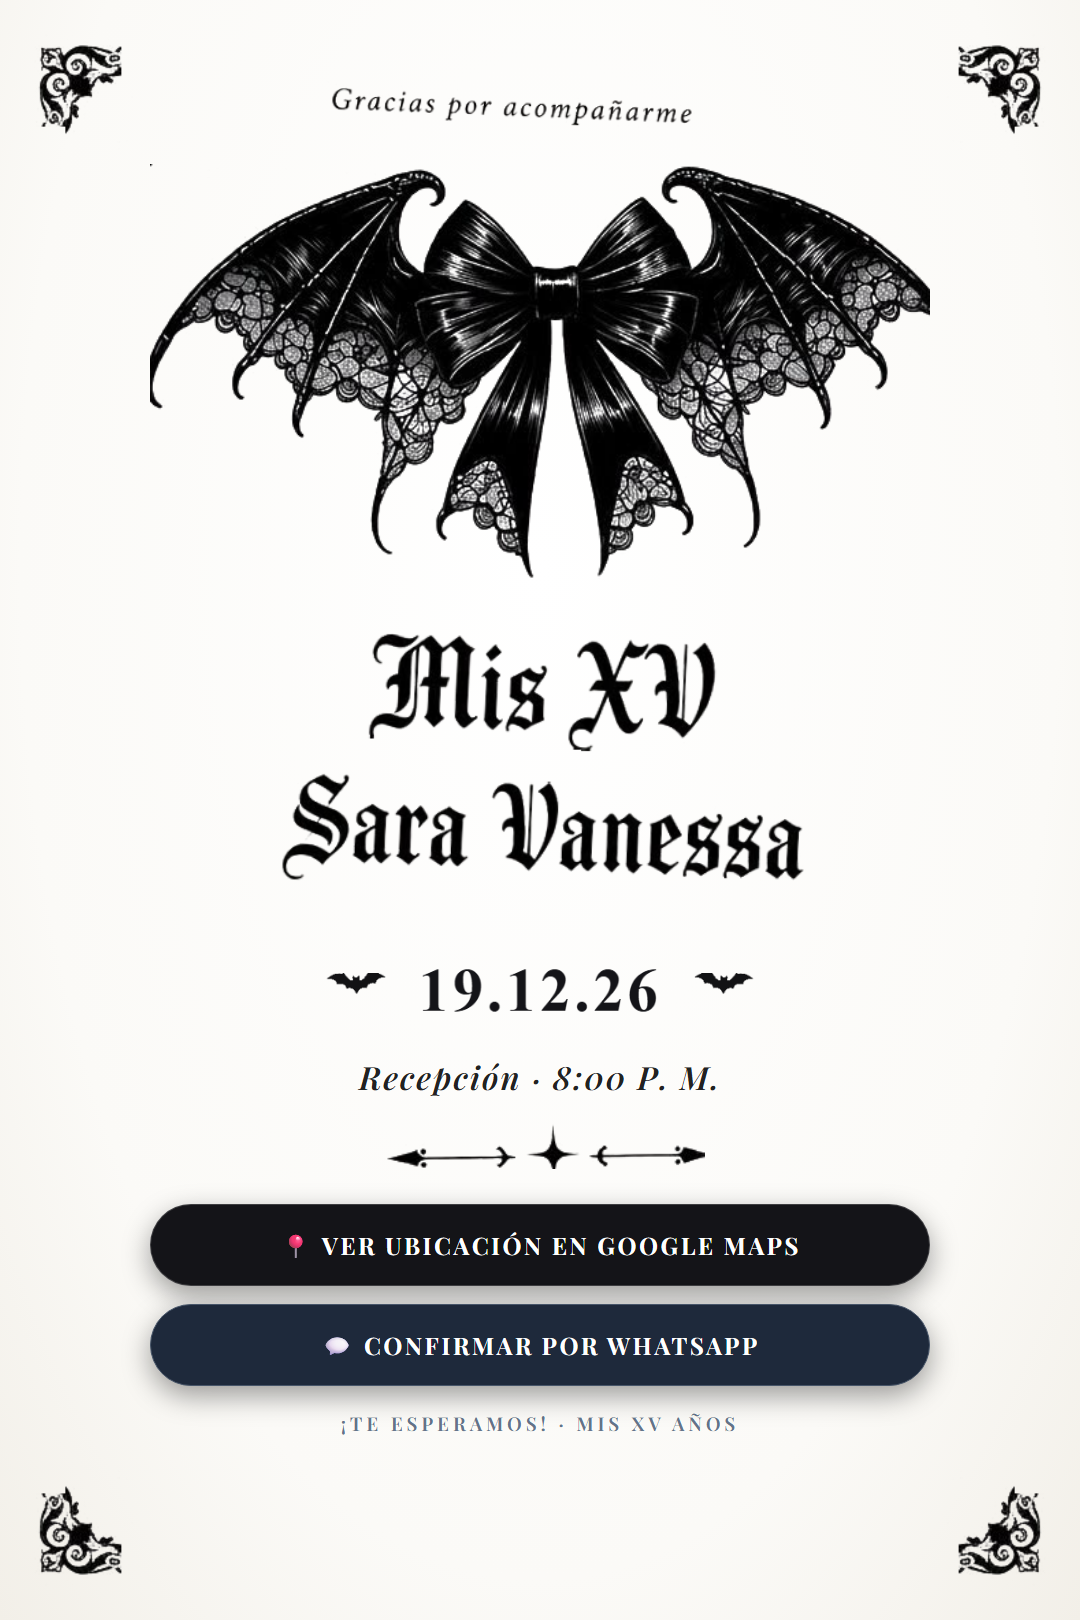 Gracias por acompañarme
Mis XV
Sara Vanessa
19.12.26
Recepción · 8:00 P. M.
VER UBICACIÓN EN GOOGLE MAPS
CONFIRMAR POR WHATSAPP
¡TE ESPERAMOS! · MIS XV AÑOS